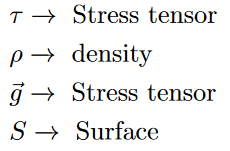 τ → Stress tensor
ρ → density
g⃗ → Stress tensor
S → Surface